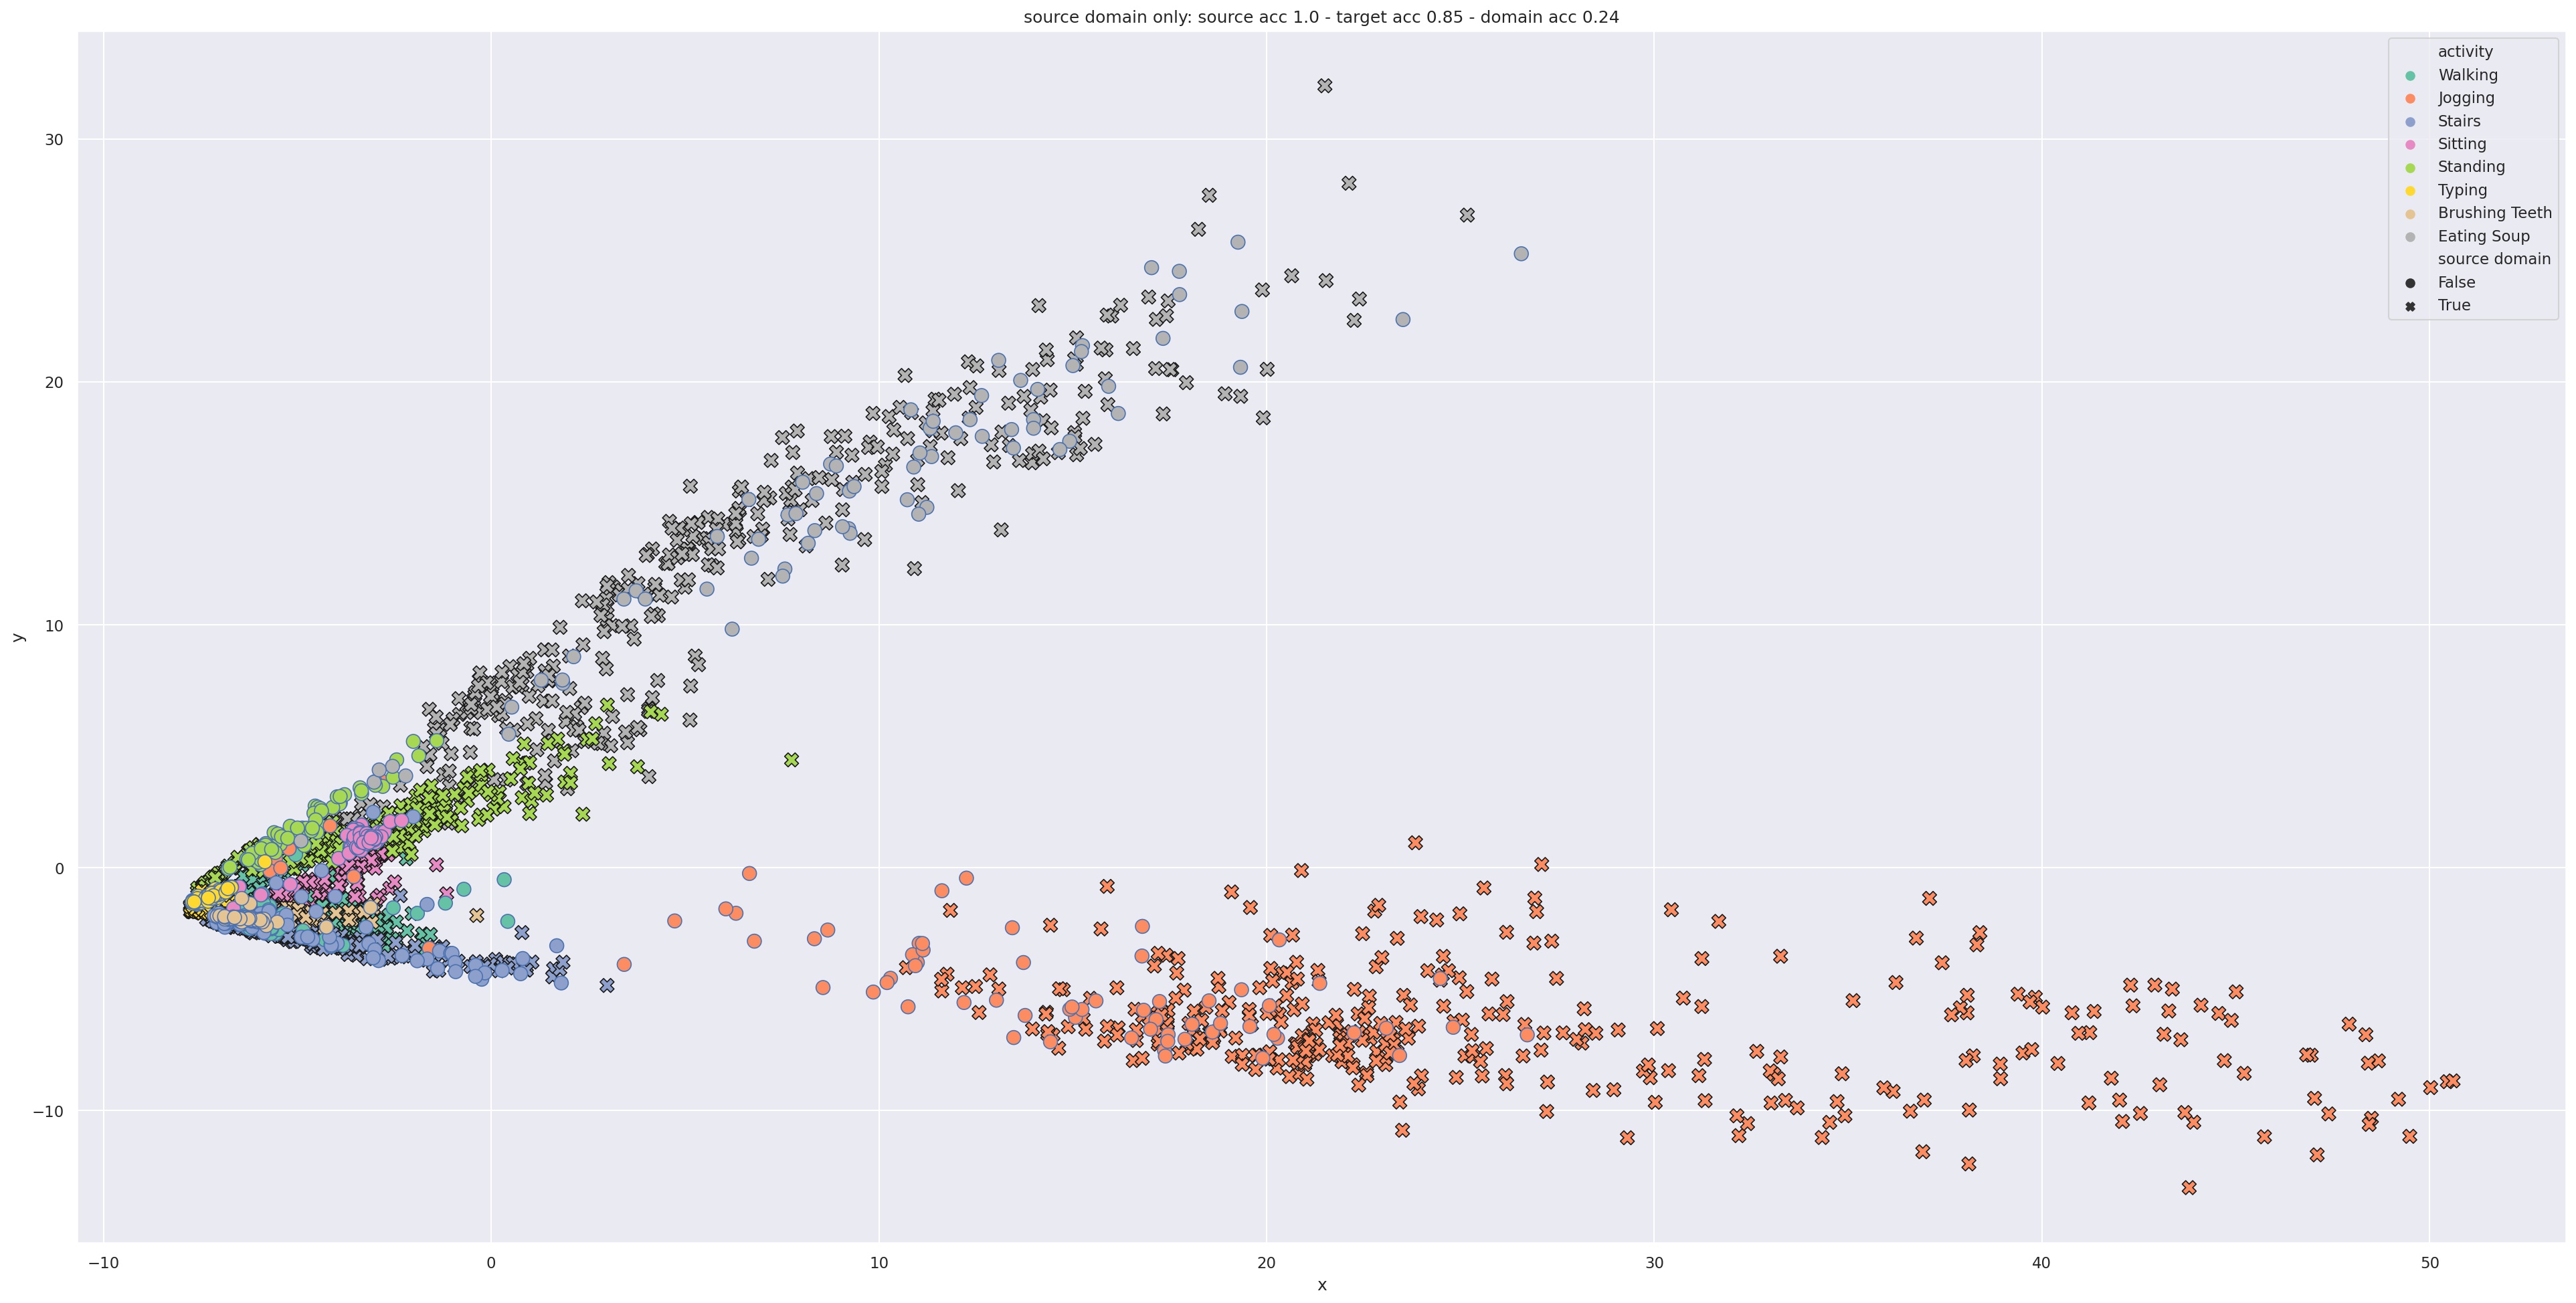 source domain only: source acc 1.0 - target acc 0.85 - domain acc 0.24
activity
Walking
Jogging
Stairs
Sitting
Standing
Typing
Brushing Teeth
Eating Soup
source domain
False
True
30
20
10
0
−10
y
−10 0 10 20 30 40 50
x